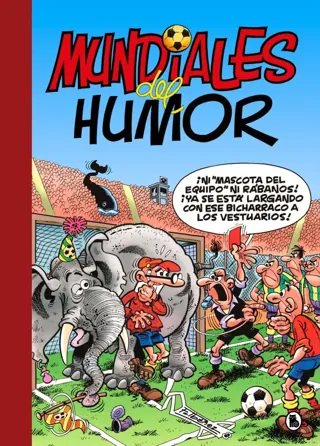 MUNDIALES
del
HUMOR
¡NI "MASCOTA DEL
EQUIPO" NI RÁBANOS!
¡YA SE ESTÁ LARGANDO
CON ESE BICHARRACO A
LOS VESTUARIOS!